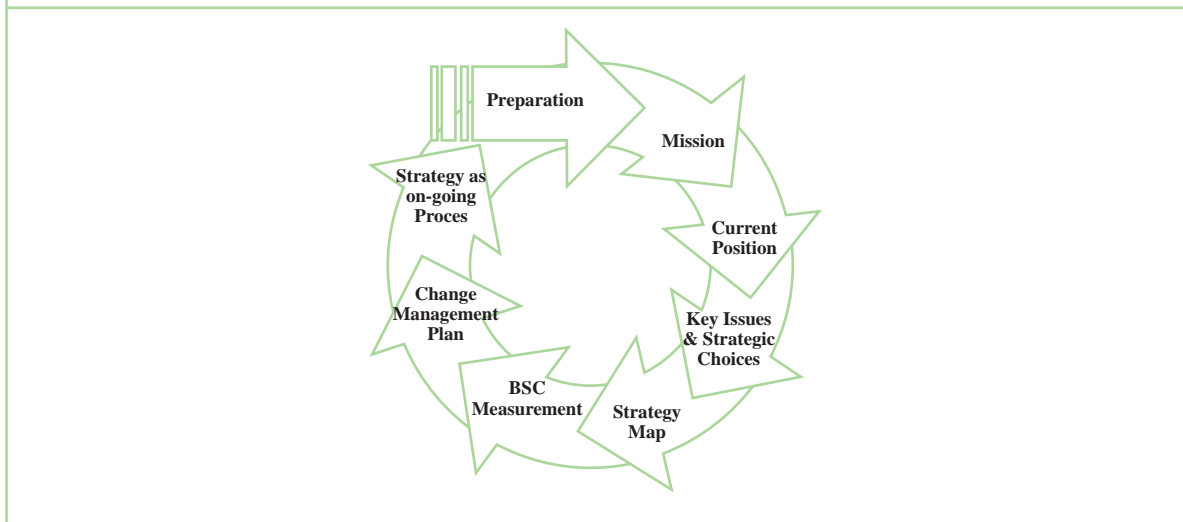 Preparation
Mission
Current
Position
Key Issues
& Strategic
Choices
Strategy
Map
BSC
Measurement
Change
Management
Plan
Strategy as
on-going
Proces